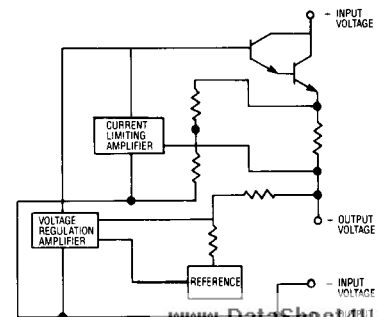 + INPUT
VOLTAGE
CURRENT
LIMITING
AMPLIFIER
VOLTAGE
REGULATION
AMPLIFIER
+ OUTPUT
VOLTAGE
REFERENCE
- INPUT
VOLTAGE